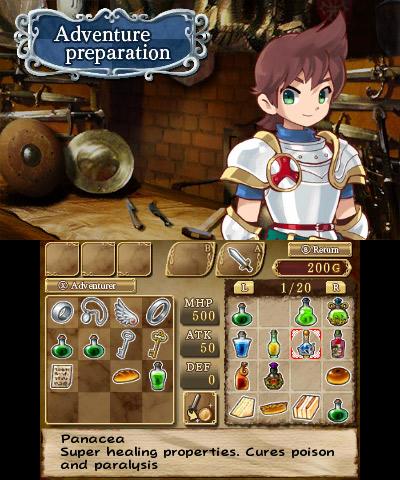 Adventure
preparation
B
A
B Return
200G
X Adventurer
L
1/20
R
MHP
500
ATK
50
DEF
0
Panacea
Super healing properties. Cures poison
and paralysis